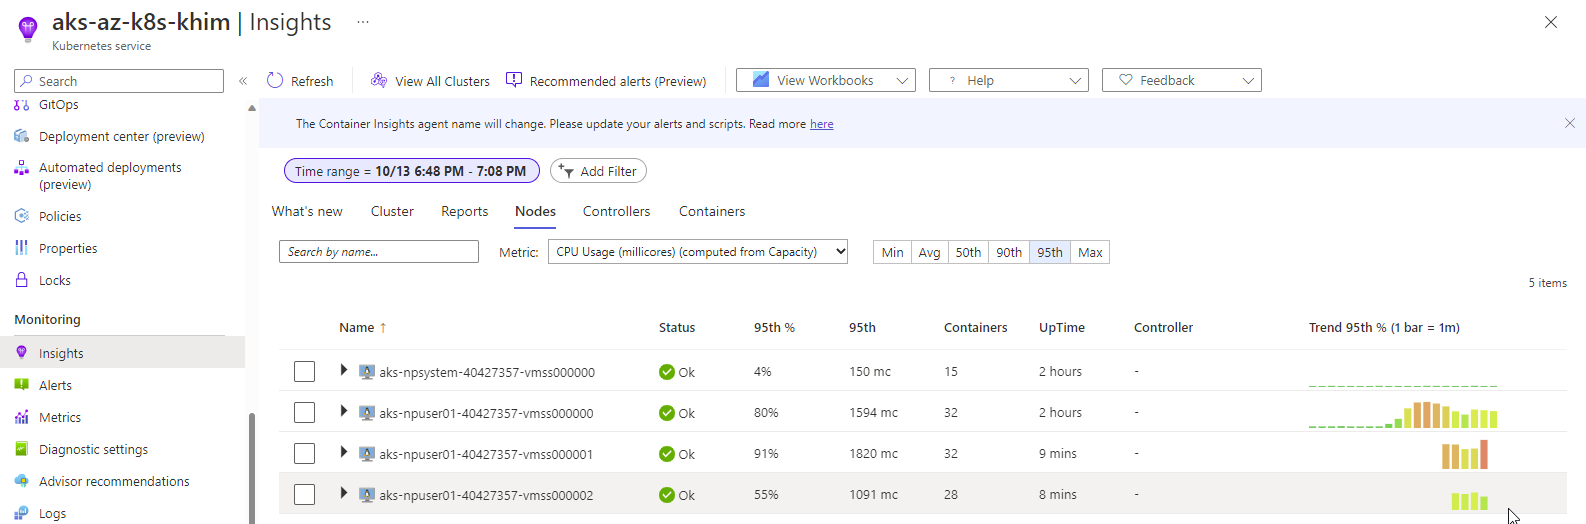 aks-az-k8s-khim | Insights ...
Kubernetes service
Search
«
Refresh
View All Clusters
Recommended alerts (Preview)
View Workbooks
? Help
Feedback
GitOps
Deployment center (preview)
Automated deployments
(preview)
Policies
Properties
Locks
Monitoring
Insights
Alerts
Metrics
Diagnostic settings
Advisor recommendations
Logs
The Container Insights agent name will change. Please update your alerts and scripts. Read more here
Time range = 10/13 6:48 PM - 7:08 PM
Add Filter
What's new Cluster Reports Nodes Controllers Containers
Search by name...
Metric: CPU Usage (millicores) (computed from Capacity)
Min Avg 50th 90th 95th Max
5 items
Name ↑ Status 95th % 95th Containers UpTime Controller Trend 95th % (1 bar = 1m)
aks-npsystem-40427357-vmss000000 Ok 4% 150 mc 15 2 hours -
aks-npuser01-40427357-vmss000000 Ok 80% 1594 mc 32 2 hours -
aks-npuser01-40427357-vmss000001 Ok 91% 1820 mc 32 9 mins -
aks-npuser01-40427357-vmss000002 Ok 55% 1091 mc 28 8 mins -